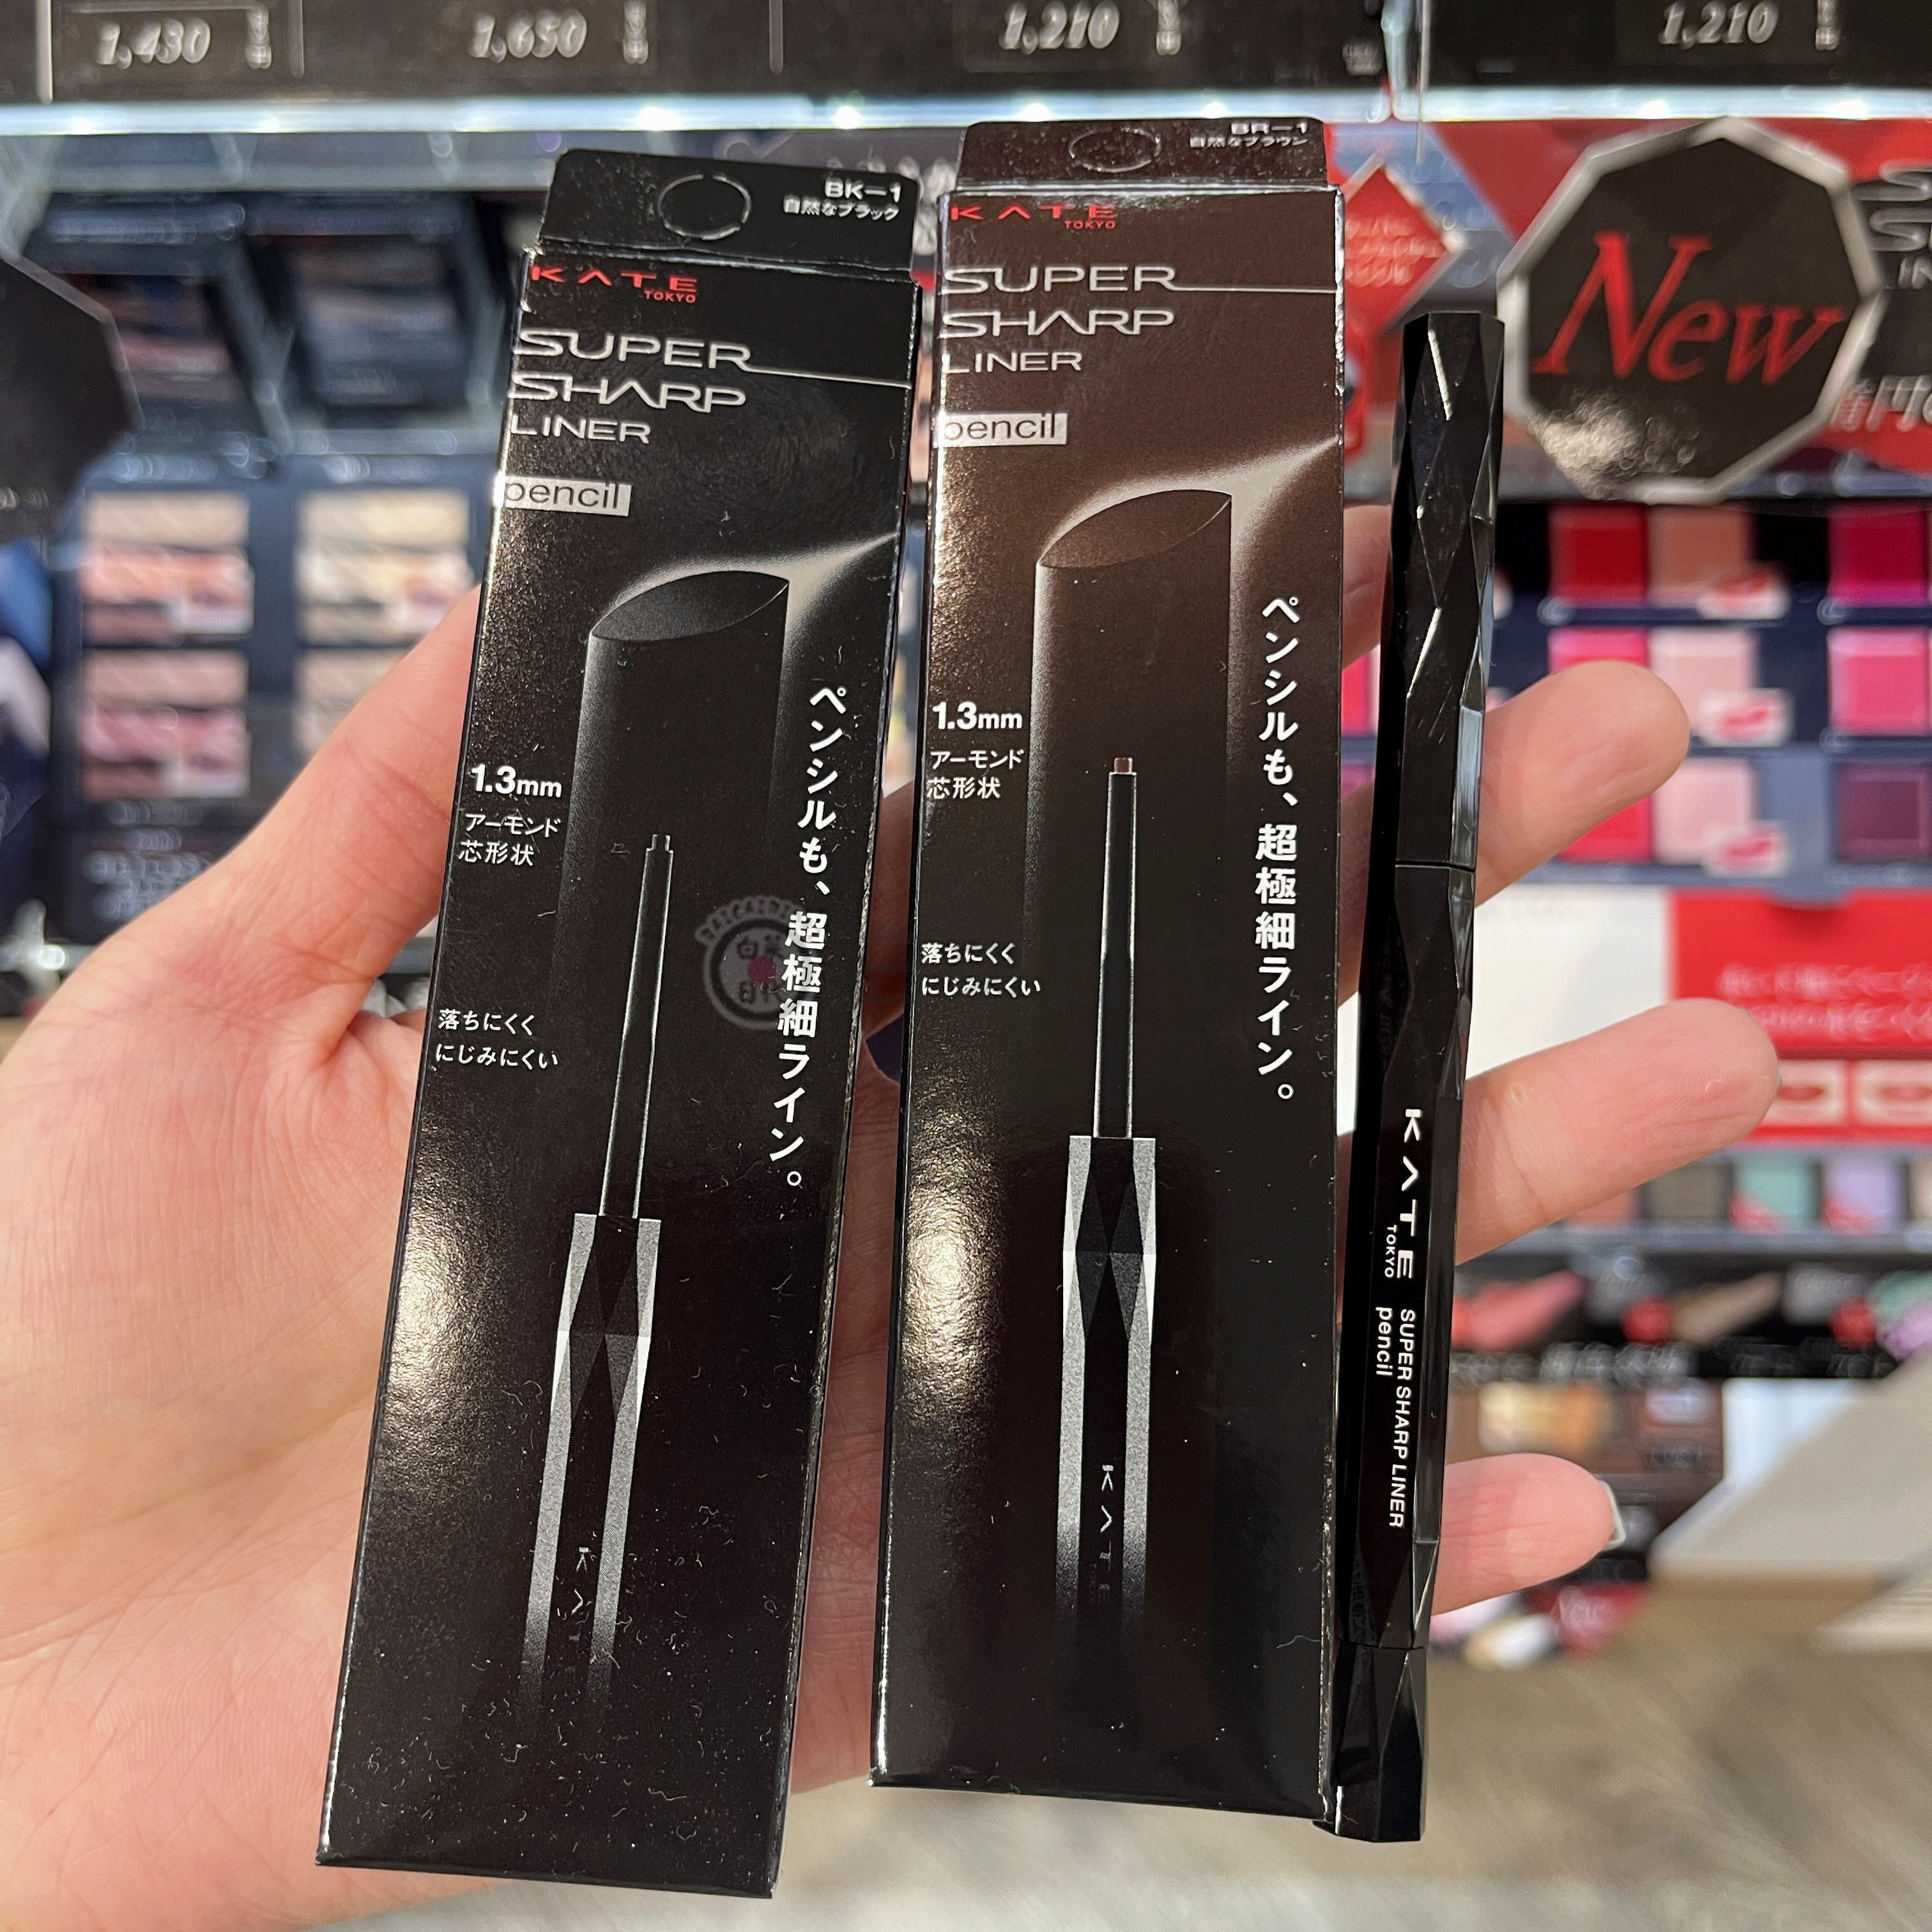 1,430
1,650
1,210
1,210
BK-1
自然なブラック
KATE
TOKYO
SUPER
SHARP
LINER
pencil
1.3mm
アーモンド
芯形状
落ちにくく
にじみにくい
ペンシルも、超極細ライン。
KAT
BR-1
自然なブラウン
KATE
TOKYO
SUPER
SHARP
LINER
pencil
1.3mm
アーモンド
芯形状
落ちにくく
にじみにくい
ペンシルも、超極細ライン。
KATE
KATE
TOKYO
SUPER SHARP LINER
pencil
New